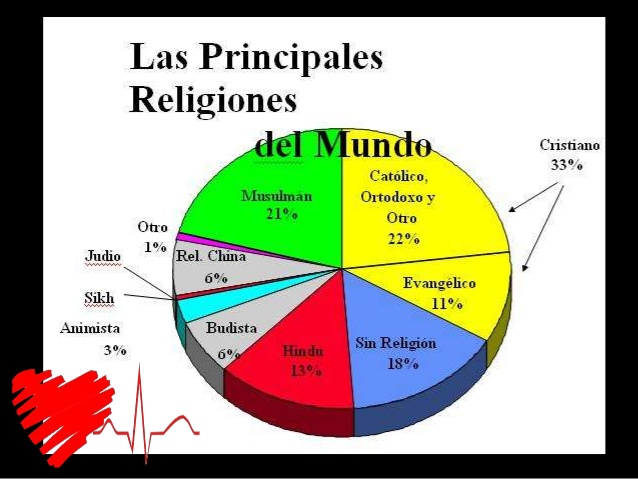 Las Principales
Religiones
del Mundo
Cristiano
33%
Católico,
Ortodoxo y
Otro
22%
Evangélico
11%
Sin Religión
18%
Hindu
13%
Budista
6%
Animista
3%
Sikh
Judio
Rel. China
6%
Otro
1%
Musulmán
21%